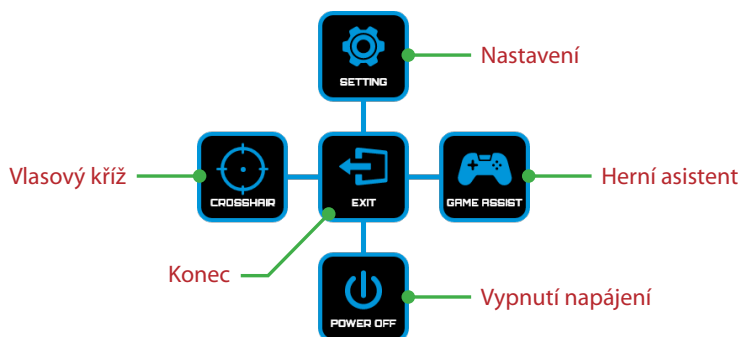 SETTING
Nastavení
Vlasový kříž
CROSSHAIR
EXIT
GAME ASSIST
Herní asistent
Konec
POWER OFF
Vypnutí napájení